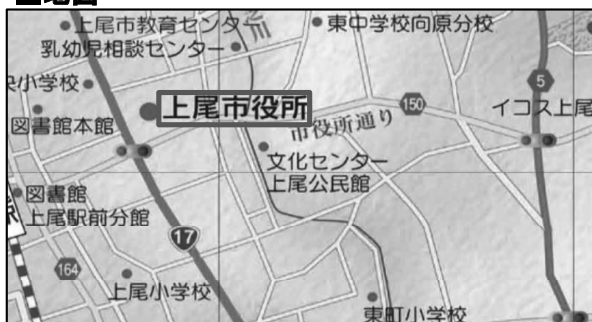 地図
上尾市教育センター
乳幼児相談センター
東中学校向原分校
5
央小学校
上尾市役所
150
イコス上尾
図書館本館
市役所通り
文化センター
上尾公民館
図書館
上尾駅前分館
17
164
上尾小学校
東町小学校